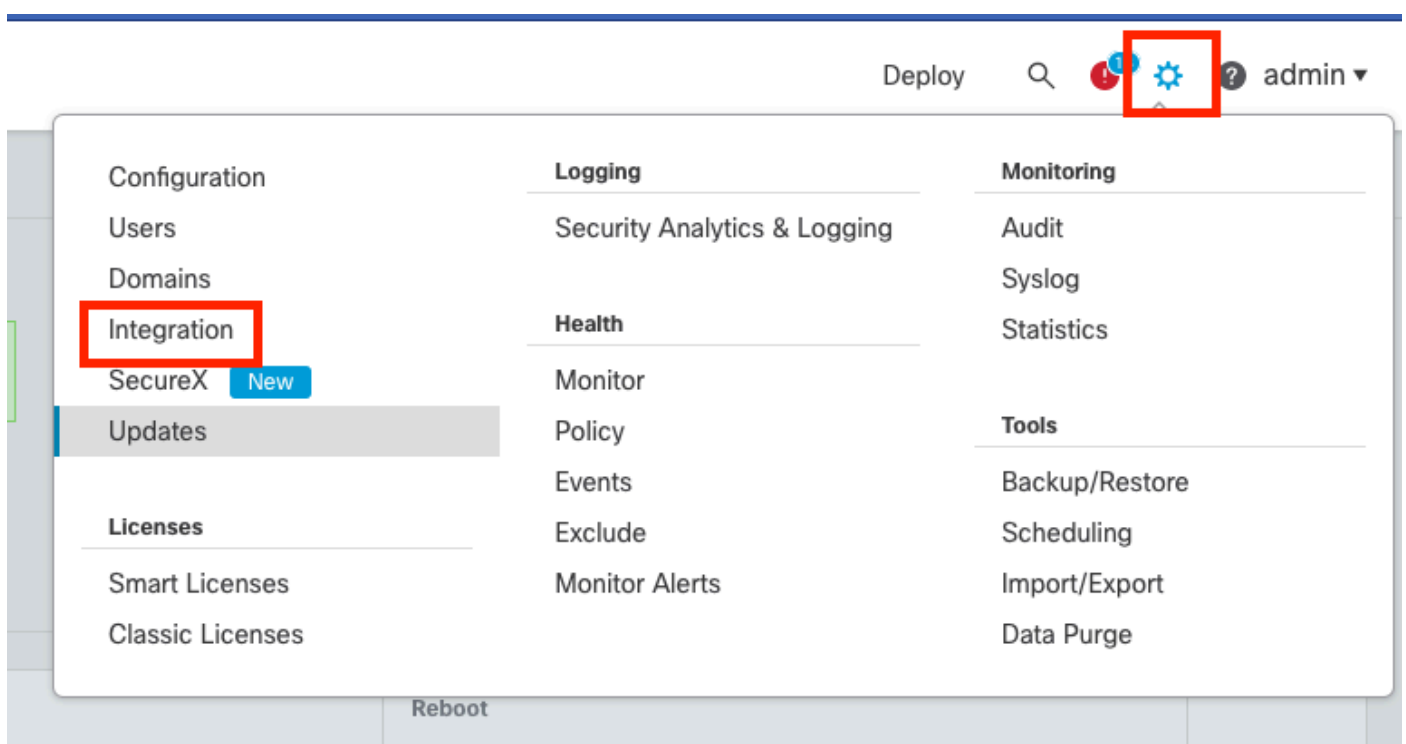 Deploy
admin
Configuration
Users
Domains
Integration
SecureX New
Updates
Licenses
Smart Licenses
Classic Licenses
Logging
Security Analytics & Logging
Health
Monitor
Policy
Events
Exclude
Monitor Alerts
Monitoring
Audit
Syslog
Statistics
Tools
Backup/Restore
Scheduling
Import/Export
Data Purge
Reboot